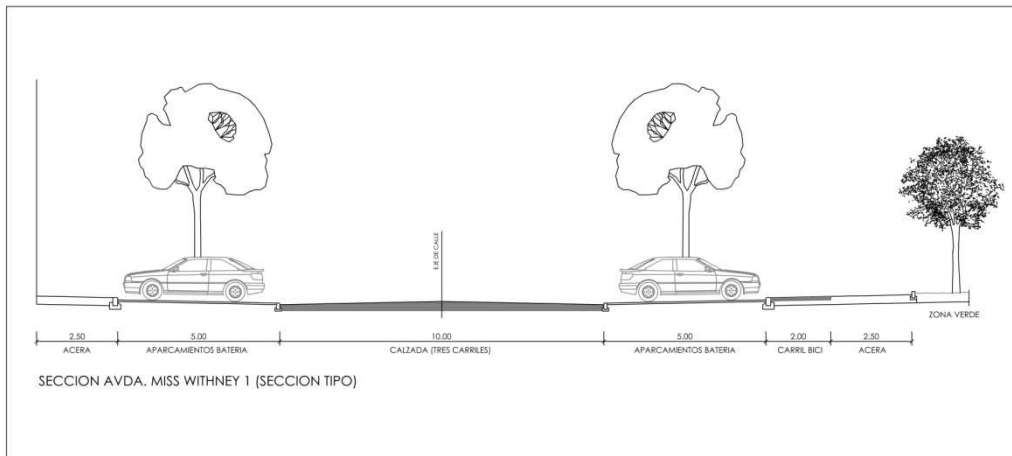 EJE DE CALLE
ZONA VERDE
2.50 5.00 10.00 5.00 2.00 2.50
ACERA APARCAMIENTOS BATERIA CALZADA (TRES CARRILES) APARCAMIENTOS BATERIA CARRIL BICI ACERA
SECCION AVDA. MISS WITHNEY 1 (SECCION TIPO)